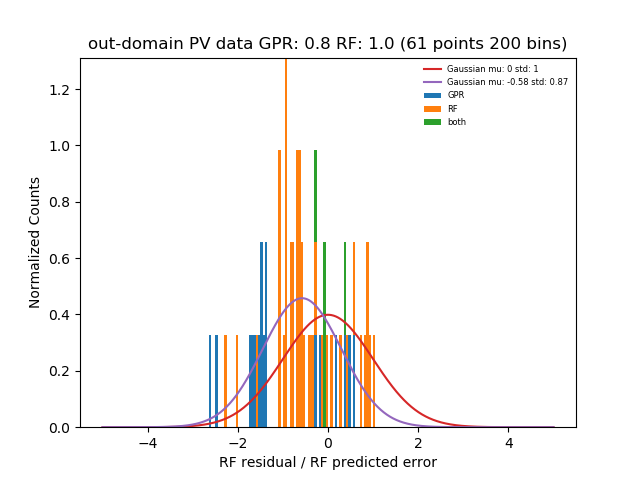 out-domain PV data GPR: 0.8 RF: 1.0 (61 points 200 bins)
Gaussian mu: 0 std: 1
Gaussian mu: -0.58 std: 0.87
GPR
RF
both
Normalized Counts
1.2
1.0
0.8
0.6
0.4
0.2
0.0
−4 −2 0 2 4
RF residual / RF predicted error